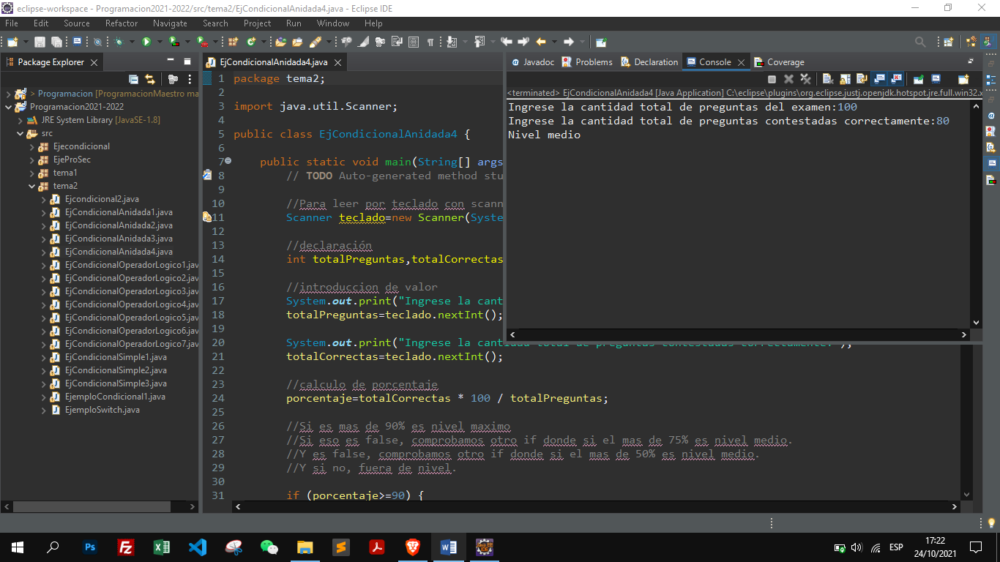 eclipse-workspace - Programacion2021-2022/src/tema2/EjCondicionalAnidada4.java - Eclipse IDE
File Edit Source Refactor Navigate Search Project Run Window Help
Package Explorer
> Programacion [ProgramacionMaestro ma
Programacion2021-2022
JRE System Library [JavaSE-1.8]
src
Ejecondicional
EjeProSec
tema1
tema2
Ejcondicional2.java
EjCondicionalAnidada1.java
EjCondicionalAnidada2.java
EjCondicionalAnidada3.java
EjCondicionalAnidada4.java
EjCondicionalOperadorLogico1.jav
EjCondicionalOperadorLogico2.jav
EjCondicionalOperadorLogico3.jav
EjCondicionalOperadorLogico4.jav
EjCondicionalOperadorLogico5.jav
EjCondicionalOperadorLogico6.jav
EjCondicionalOperadorLogico7.jav
EjCondicionalSimple1.java
EjCondicionalSimple2.java
EjCondicionalSimple3.java
EjemploCondicional1.java
EjemploSwitch.java
EjCondicionalAnidada4.java
1 package tema2;
2
3 import java.util.Scanner;
4
5 public class EjCondicionalAnidada4 {
6
7 public static void main(String[] args
8 // TODO Auto-generated method stu
9
10 //Para leer por teclado con scann
11 Scanner teclado=new Scanner(Syste
12
13 //declaración
14 int totalPreguntas,totalCorrectas
15
16 //introduccion de valor
17 System.out.print("Ingrese la cant
18 totalPreguntas=teclado.nextInt();
19
20 System.out.print("Ingrese la cantidad total de preguntas contestadas correctamente:");
21 totalCorrectas=teclado.nextInt();
22
23 //calculo de porcentaje
24 porcentaje=totalCorrectas * 100 / totalPreguntas;
25
26 //Si es mas de 90% es nivel maximo
27 //Si eso es false, comprobamos otro if donde si el mas de 75% es nivel medio.
28 //Y es false, comprobamos otro if donde si el mas de 50% es nivel medio.
29 //Y si no, fuera de nivel.
30
31 if (porcentaje>=90) {
@ Javadoc Problems Declaration Console Coverage
<terminated> EjCondicionalAnidada4 [Java Application] C:\eclipse\plugins\org.eclipse.justj.openjdk.hotspot.jre.full.win32.x
Ingrese la cantidad total de preguntas del examen:100
Ingrese la cantidad total de preguntas contestadas correctamente:80
Nivel medio
ESP
17:22
24/10/2021